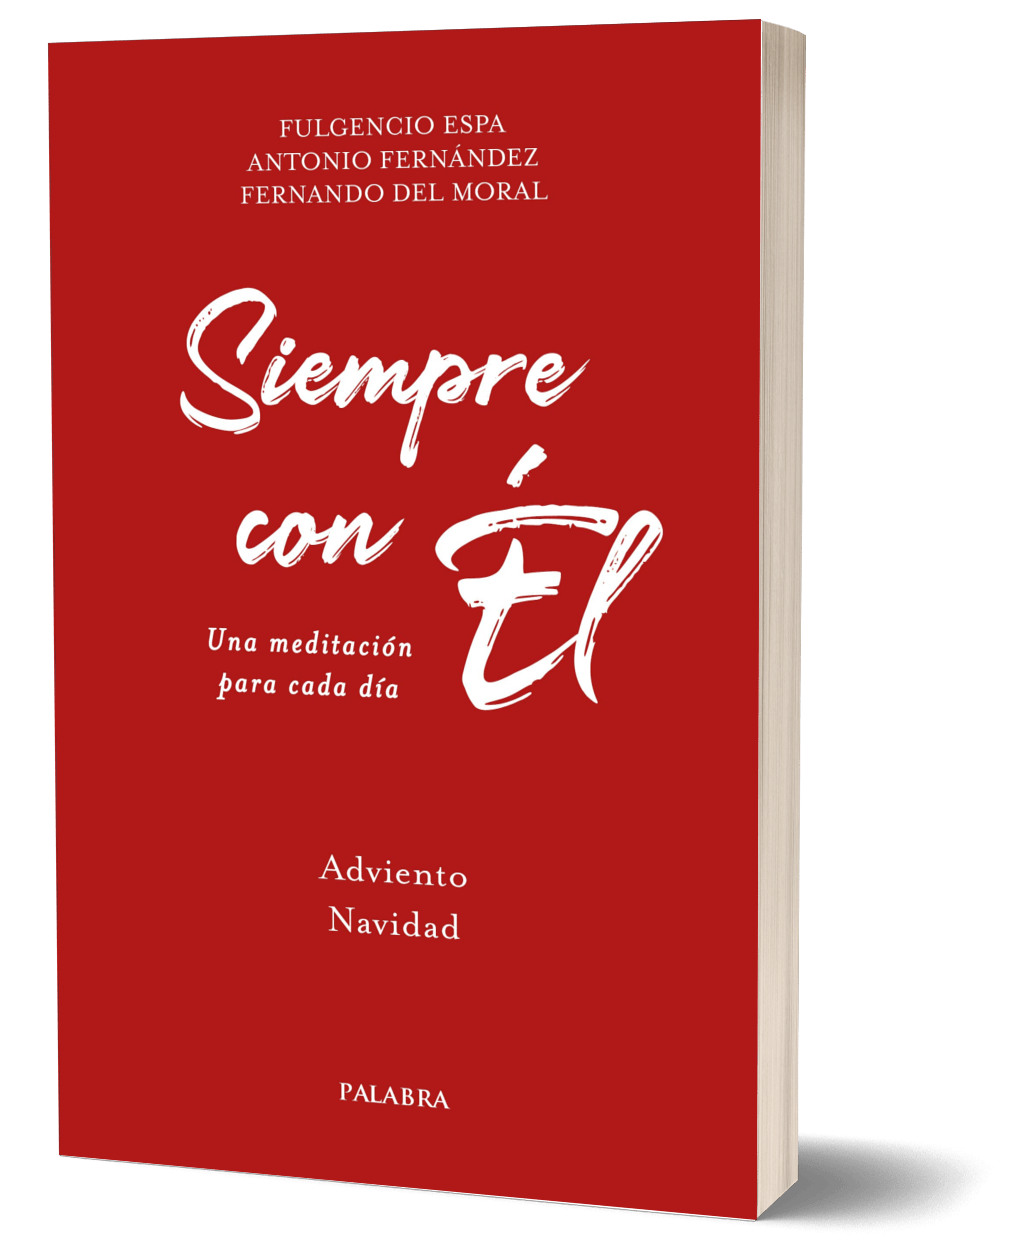 FULGENCIO ESPA
ANTONIO FERNÁNDEZ
FERNANDO DEL MORAL
Siempre
con Él
Una meditación
para cada día
Adviento
Navidad
PALABRA